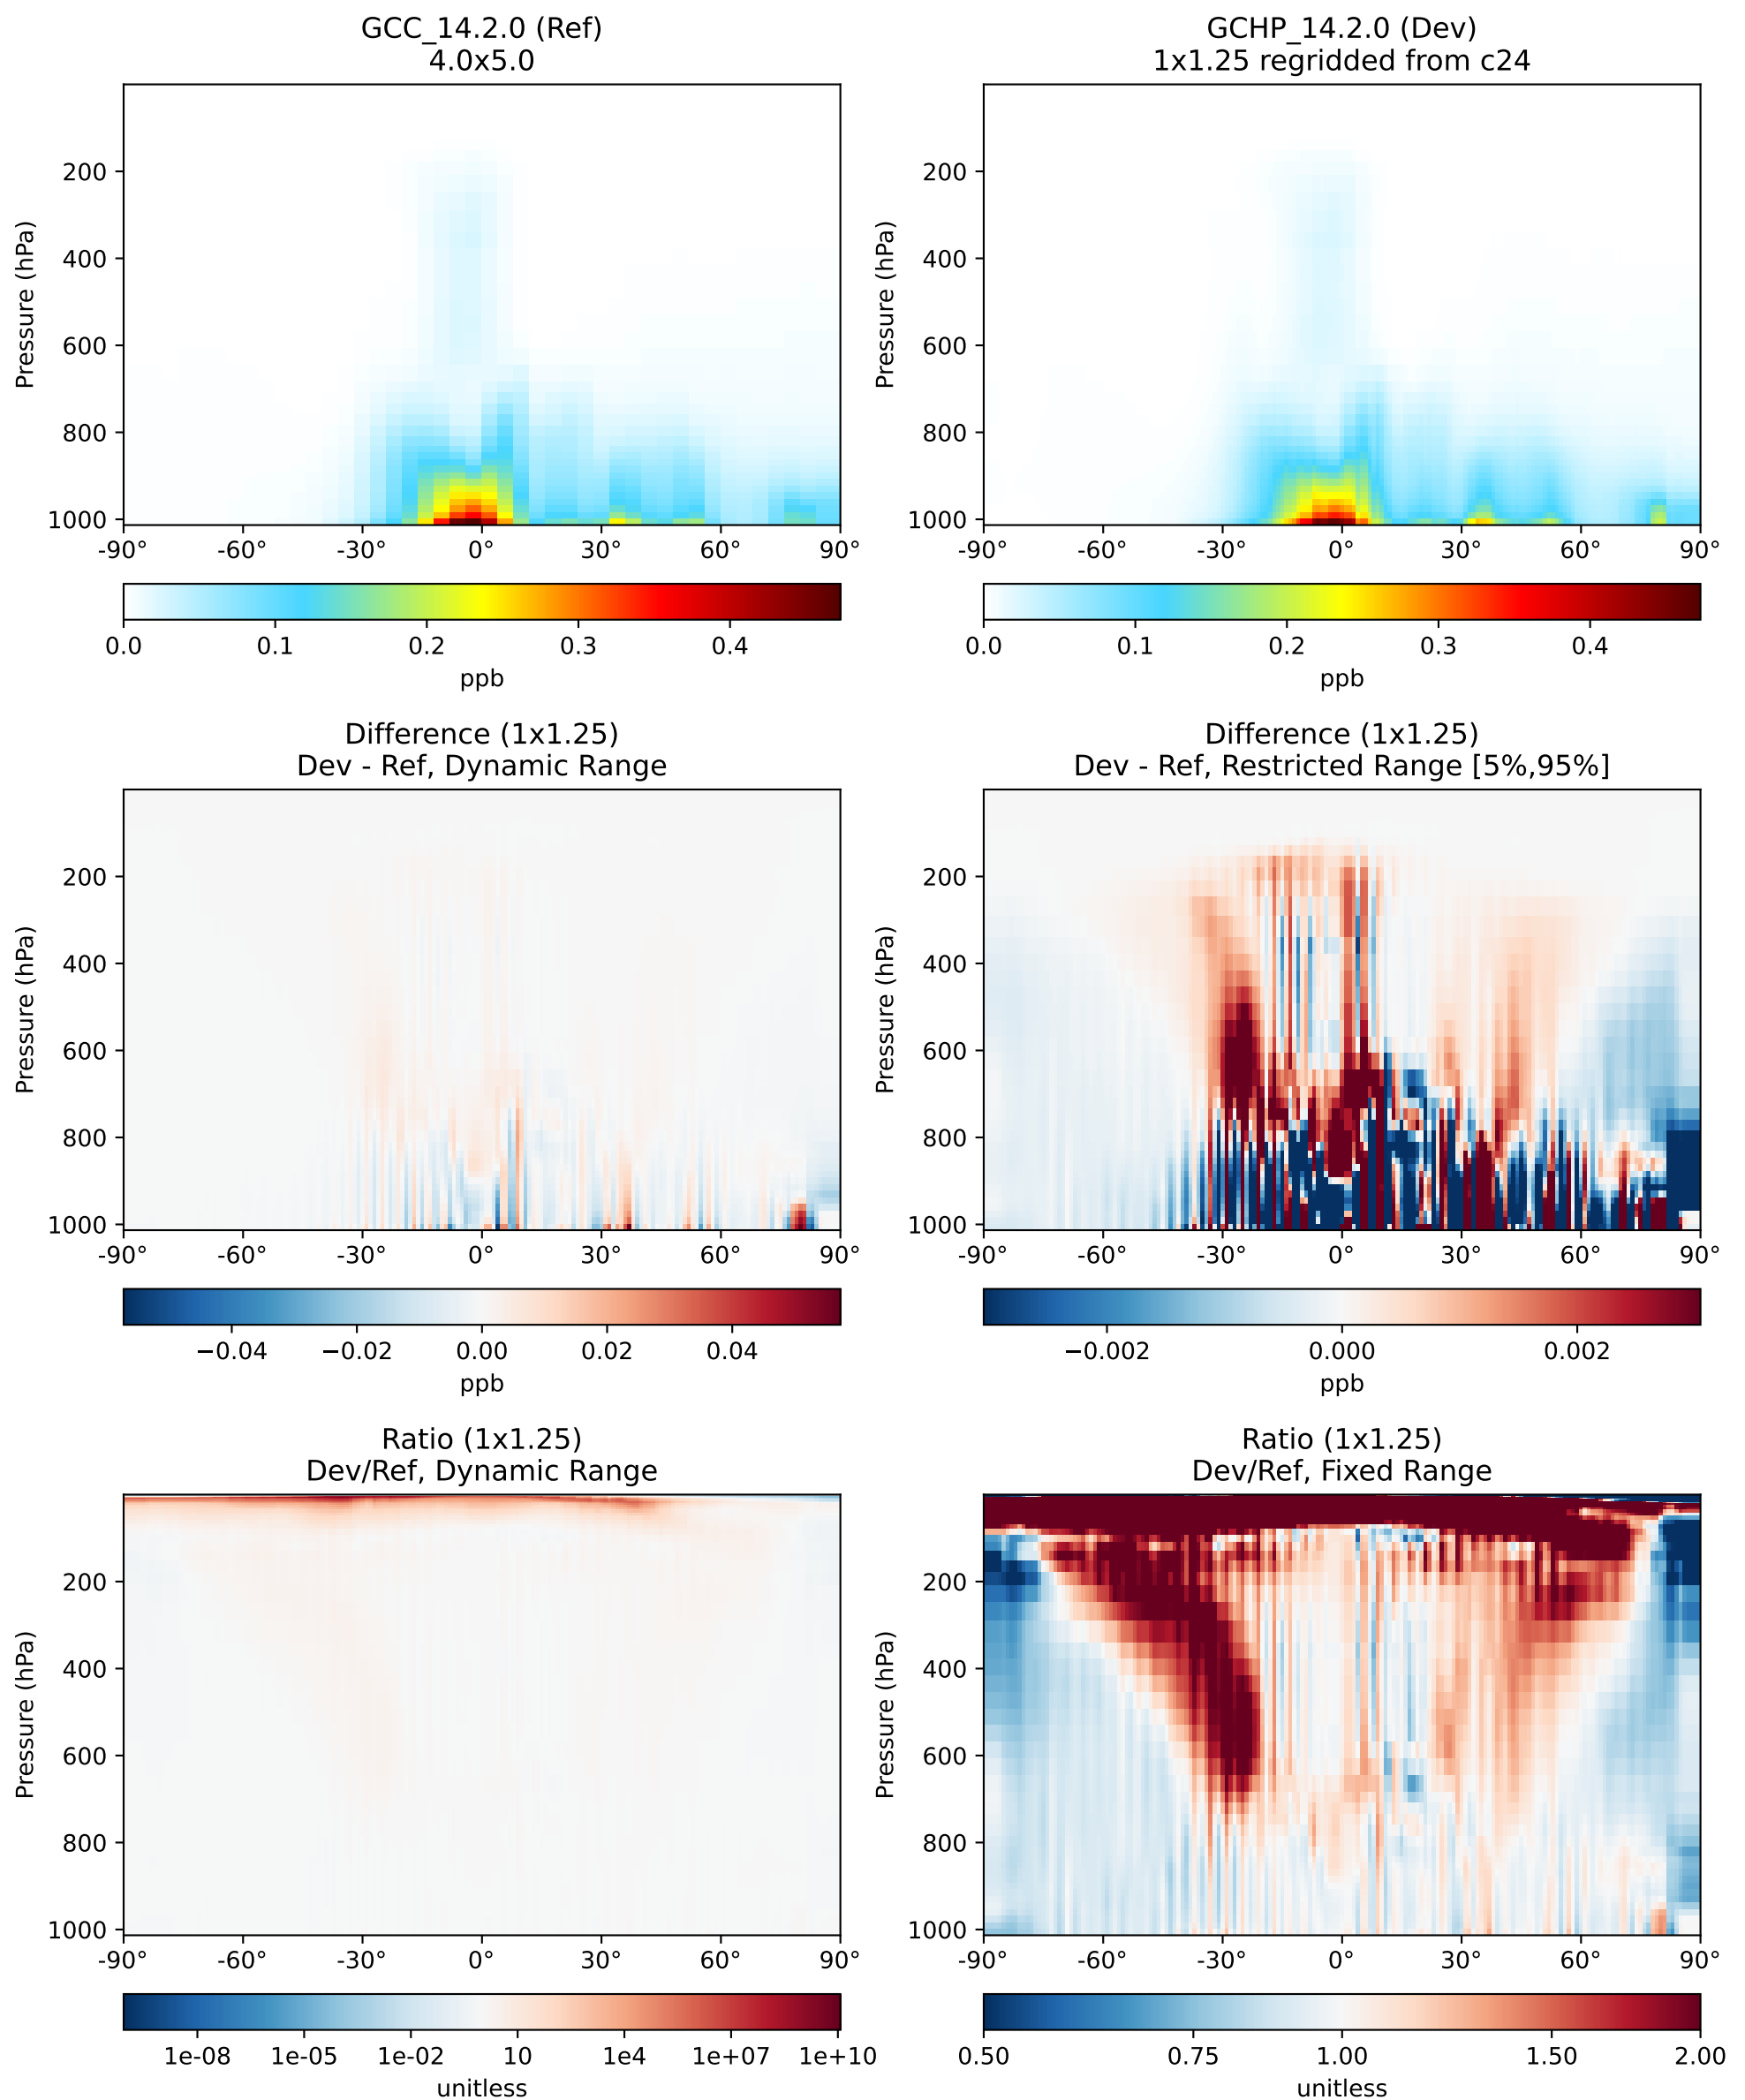 GCC_14.2.0 (Ref)
4.0x5.0
Pressure (hPa)
200
400
600
800
1000
-90° -60° -30° 0° 30° 60° 90°
0.0 0.1 0.2 0.3 0.4
ppb
GCHP_14.2.0 (Dev)
1x1.25 regridded from c24
Pressure (hPa)
200
400
600
800
1000
-90° -60° -30° 0° 30° 60° 90°
0.0 0.1 0.2 0.3 0.4
ppb
Difference (1x1.25)
Dev - Ref, Dynamic Range
Pressure (hPa)
200
400
600
800
1000
-90° -60° -30° 0° 30° 60° 90°
−0.04 −0.02 0.00 0.02 0.04
ppb
Difference (1x1.25)
Dev - Ref, Restricted Range [5%,95%]
Pressure (hPa)
200
400
600
800
1000
-90° -60° -30° 0° 30° 60° 90°
−0.002 0.000 0.002
ppb
Ratio (1x1.25)
Dev/Ref, Dynamic Range
Pressure (hPa)
200
400
600
800
1000
-90° -60° -30° 0° 30° 60° 90°
1e-08 1e-05 1e-02 10 1e4 1e+07 1e+10
unitless
Ratio (1x1.25)
Dev/Ref, Fixed Range
Pressure (hPa)
200
400
600
800
1000
-90° -60° -30° 0° 30° 60° 90°
0.50 0.75 1.00 1.50 2.00
unitless